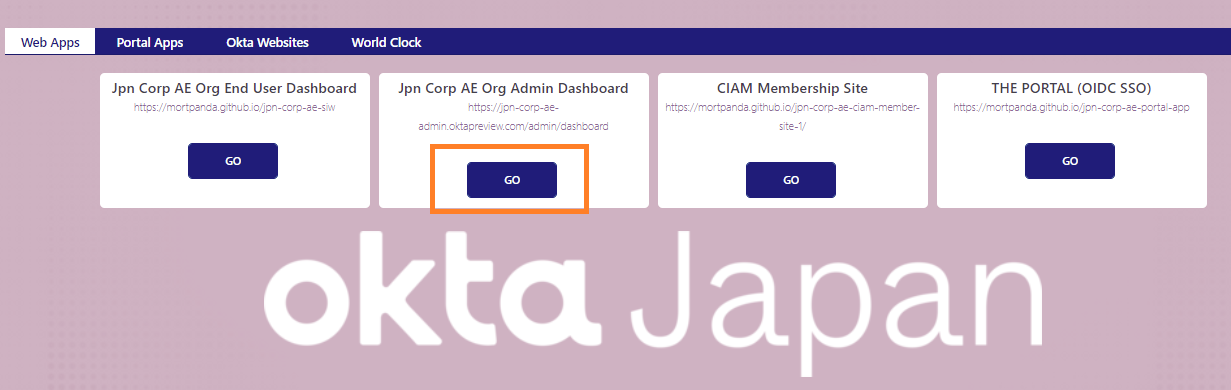 Web Apps Portal Apps Okta Websites World Clock
Jpn Corp AE Org End User Dashboard
https://mortpanda.github.io/jpn-corp-ae-siw
GO
Jpn Corp AE Org Admin Dashboard
https://jpn-corp-ae-
admin.oktapreview.com/admin/dashboard
GO
CIAM Membership Site
https://mortpanda.github.io/jpn-corp-ae-ciam-member-
site-1/
GO
THE PORTAL (OIDC SSO)
https://mortpanda.github.io/jpn-corp-ae-portal-app
GO
okta Japan